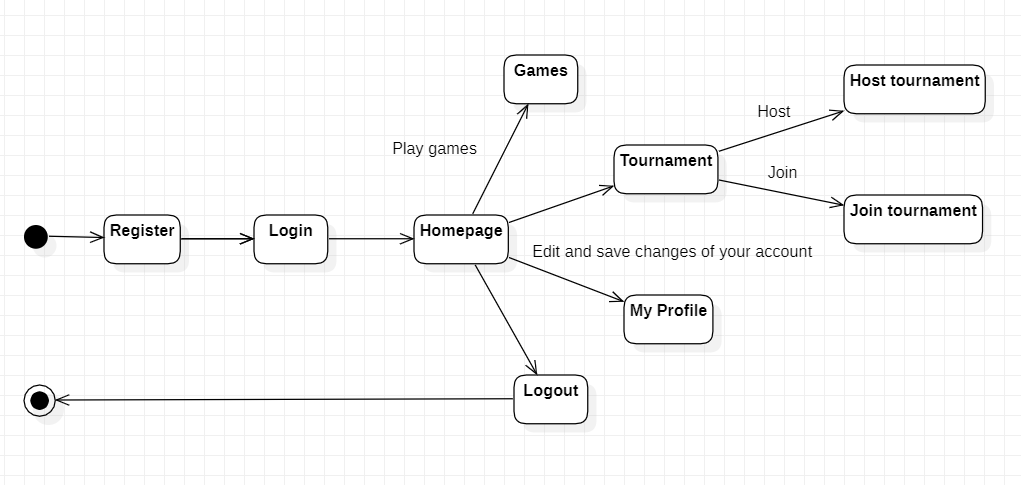 Games
Host tournament
Host
Play games
Tournament
Join
Join tournament
Register
Login
Homepage
Edit and save changes of your account
My Profile
Logout